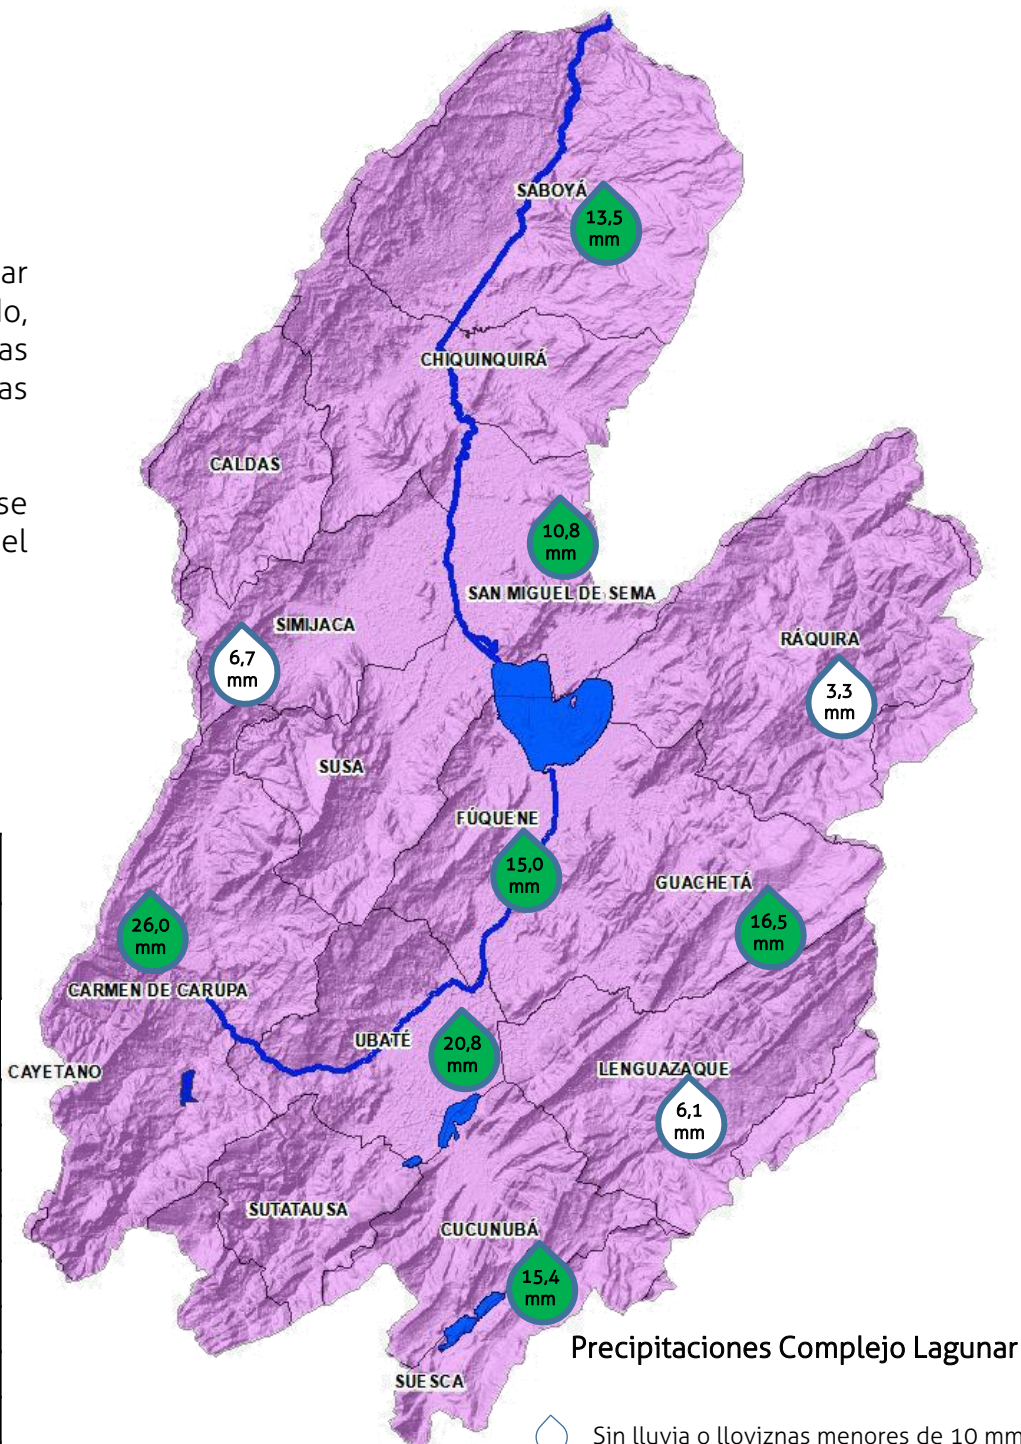 ar
lo,
as
as
se
el
SABOYÁ
13,5
mm
CHIQUINQUIRÁ
CALDAS
10,8
mm
SAN MIGUEL DE SEMA
SIMIJACA
RÁQUIRA
6,7
mm
3,3
mm
SUSA
FÚQUENE
15,0
mm
GUACHETÁ
16,5
mm
26,0
mm
CARMEN DE CARUPA
UBATÉ
20,8
mm
CAYETANO
LENGUAZAQUE
6,1
mm
SUTATAUSA
CUCUNUBÁ
15,4
mm
Precipitaciones Complejo Lagunar
SUESCA
Sin lluvia o lloviznas menores de 10 mm